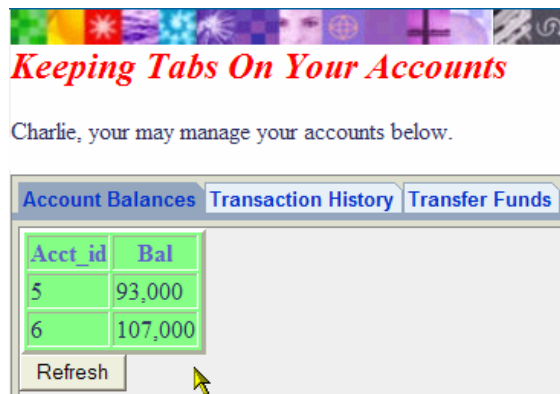 Keeping Tabs On Your Accounts
Charlie, your may manage your accounts below.
Account Balances Transaction History Transfer Funds
Acct_id Bal
5 93,000
6 107,000
Refresh